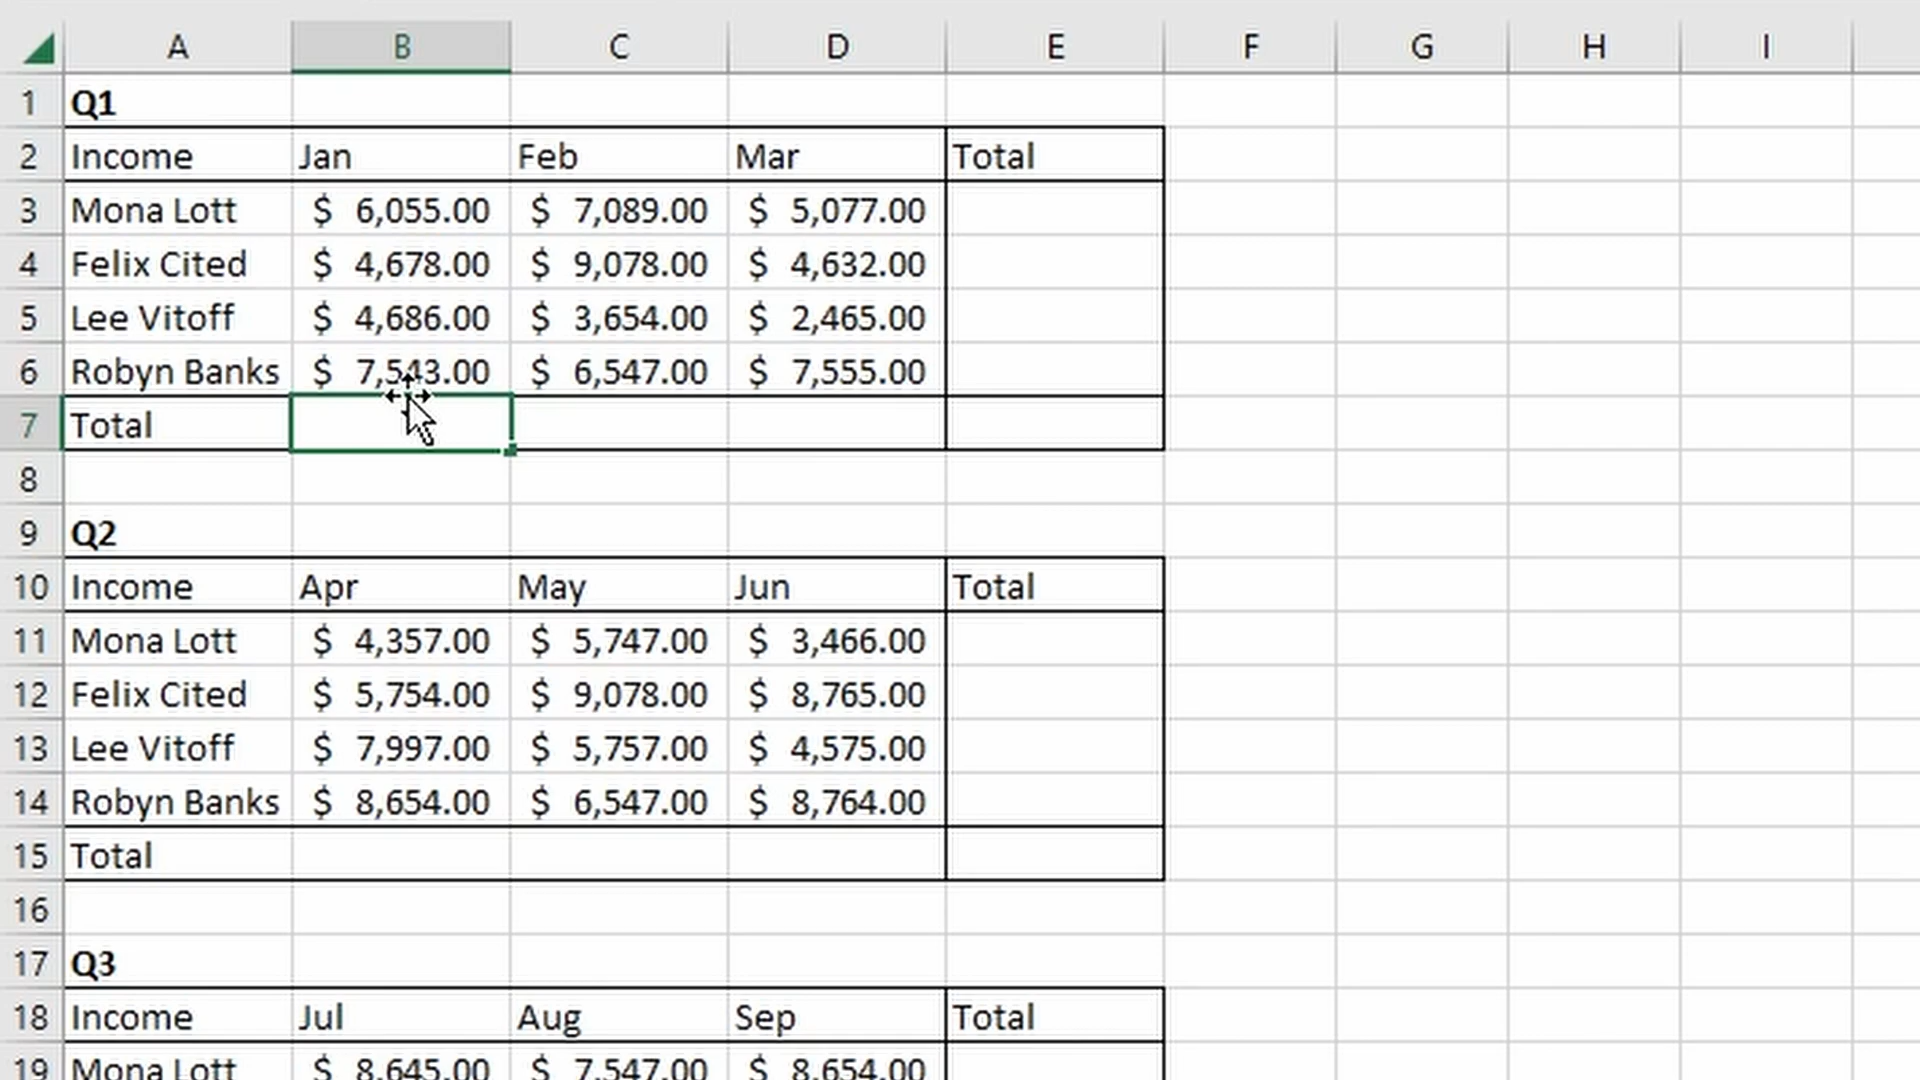 A B C D E F G H I
1 Q1
2 Income Jan Feb Mar Total
3 Mona Lott $ 6,055.00 $ 7,089.00 $ 5,077.00
4 Felix Cited $ 4,678.00 $ 9,078.00 $ 4,632.00
5 Lee Vitoff $ 4,686.00 $ 3,654.00 $ 2,465.00
6 Robyn Banks $ 7,543.00 $ 6,547.00 $ 7,555.00
7 Total
8
9 Q2
10 Income Apr May Jun Total
11 Mona Lott $ 4,357.00 $ 5,747.00 $ 3,466.00
12 Felix Cited $ 5,754.00 $ 9,078.00 $ 8,765.00
13 Lee Vitoff $ 7,997.00 $ 5,757.00 $ 4,575.00
14 Robyn Banks $ 8,654.00 $ 6,547.00 $ 8,764.00
15 Total
16
17 Q3
18 Income Jul Aug Sep Total
19 Mona Lott $ 8,645.00 $ 7,547.00 $ 8,654.00